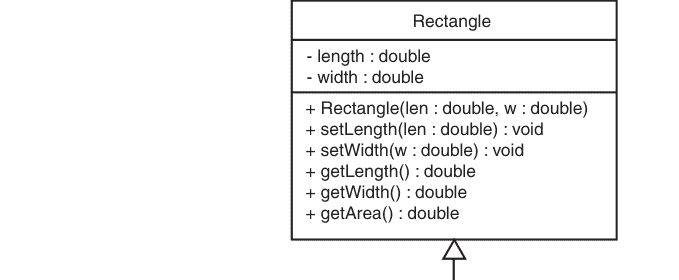 Rectangle
- length : double
- width : double
+ Rectangle(len : double, w : double)
+ setLength(len : double) : void
+ setWidth(w : double) : void
+ getLength() : double
+ getWidth() : double
+ getArea() : double